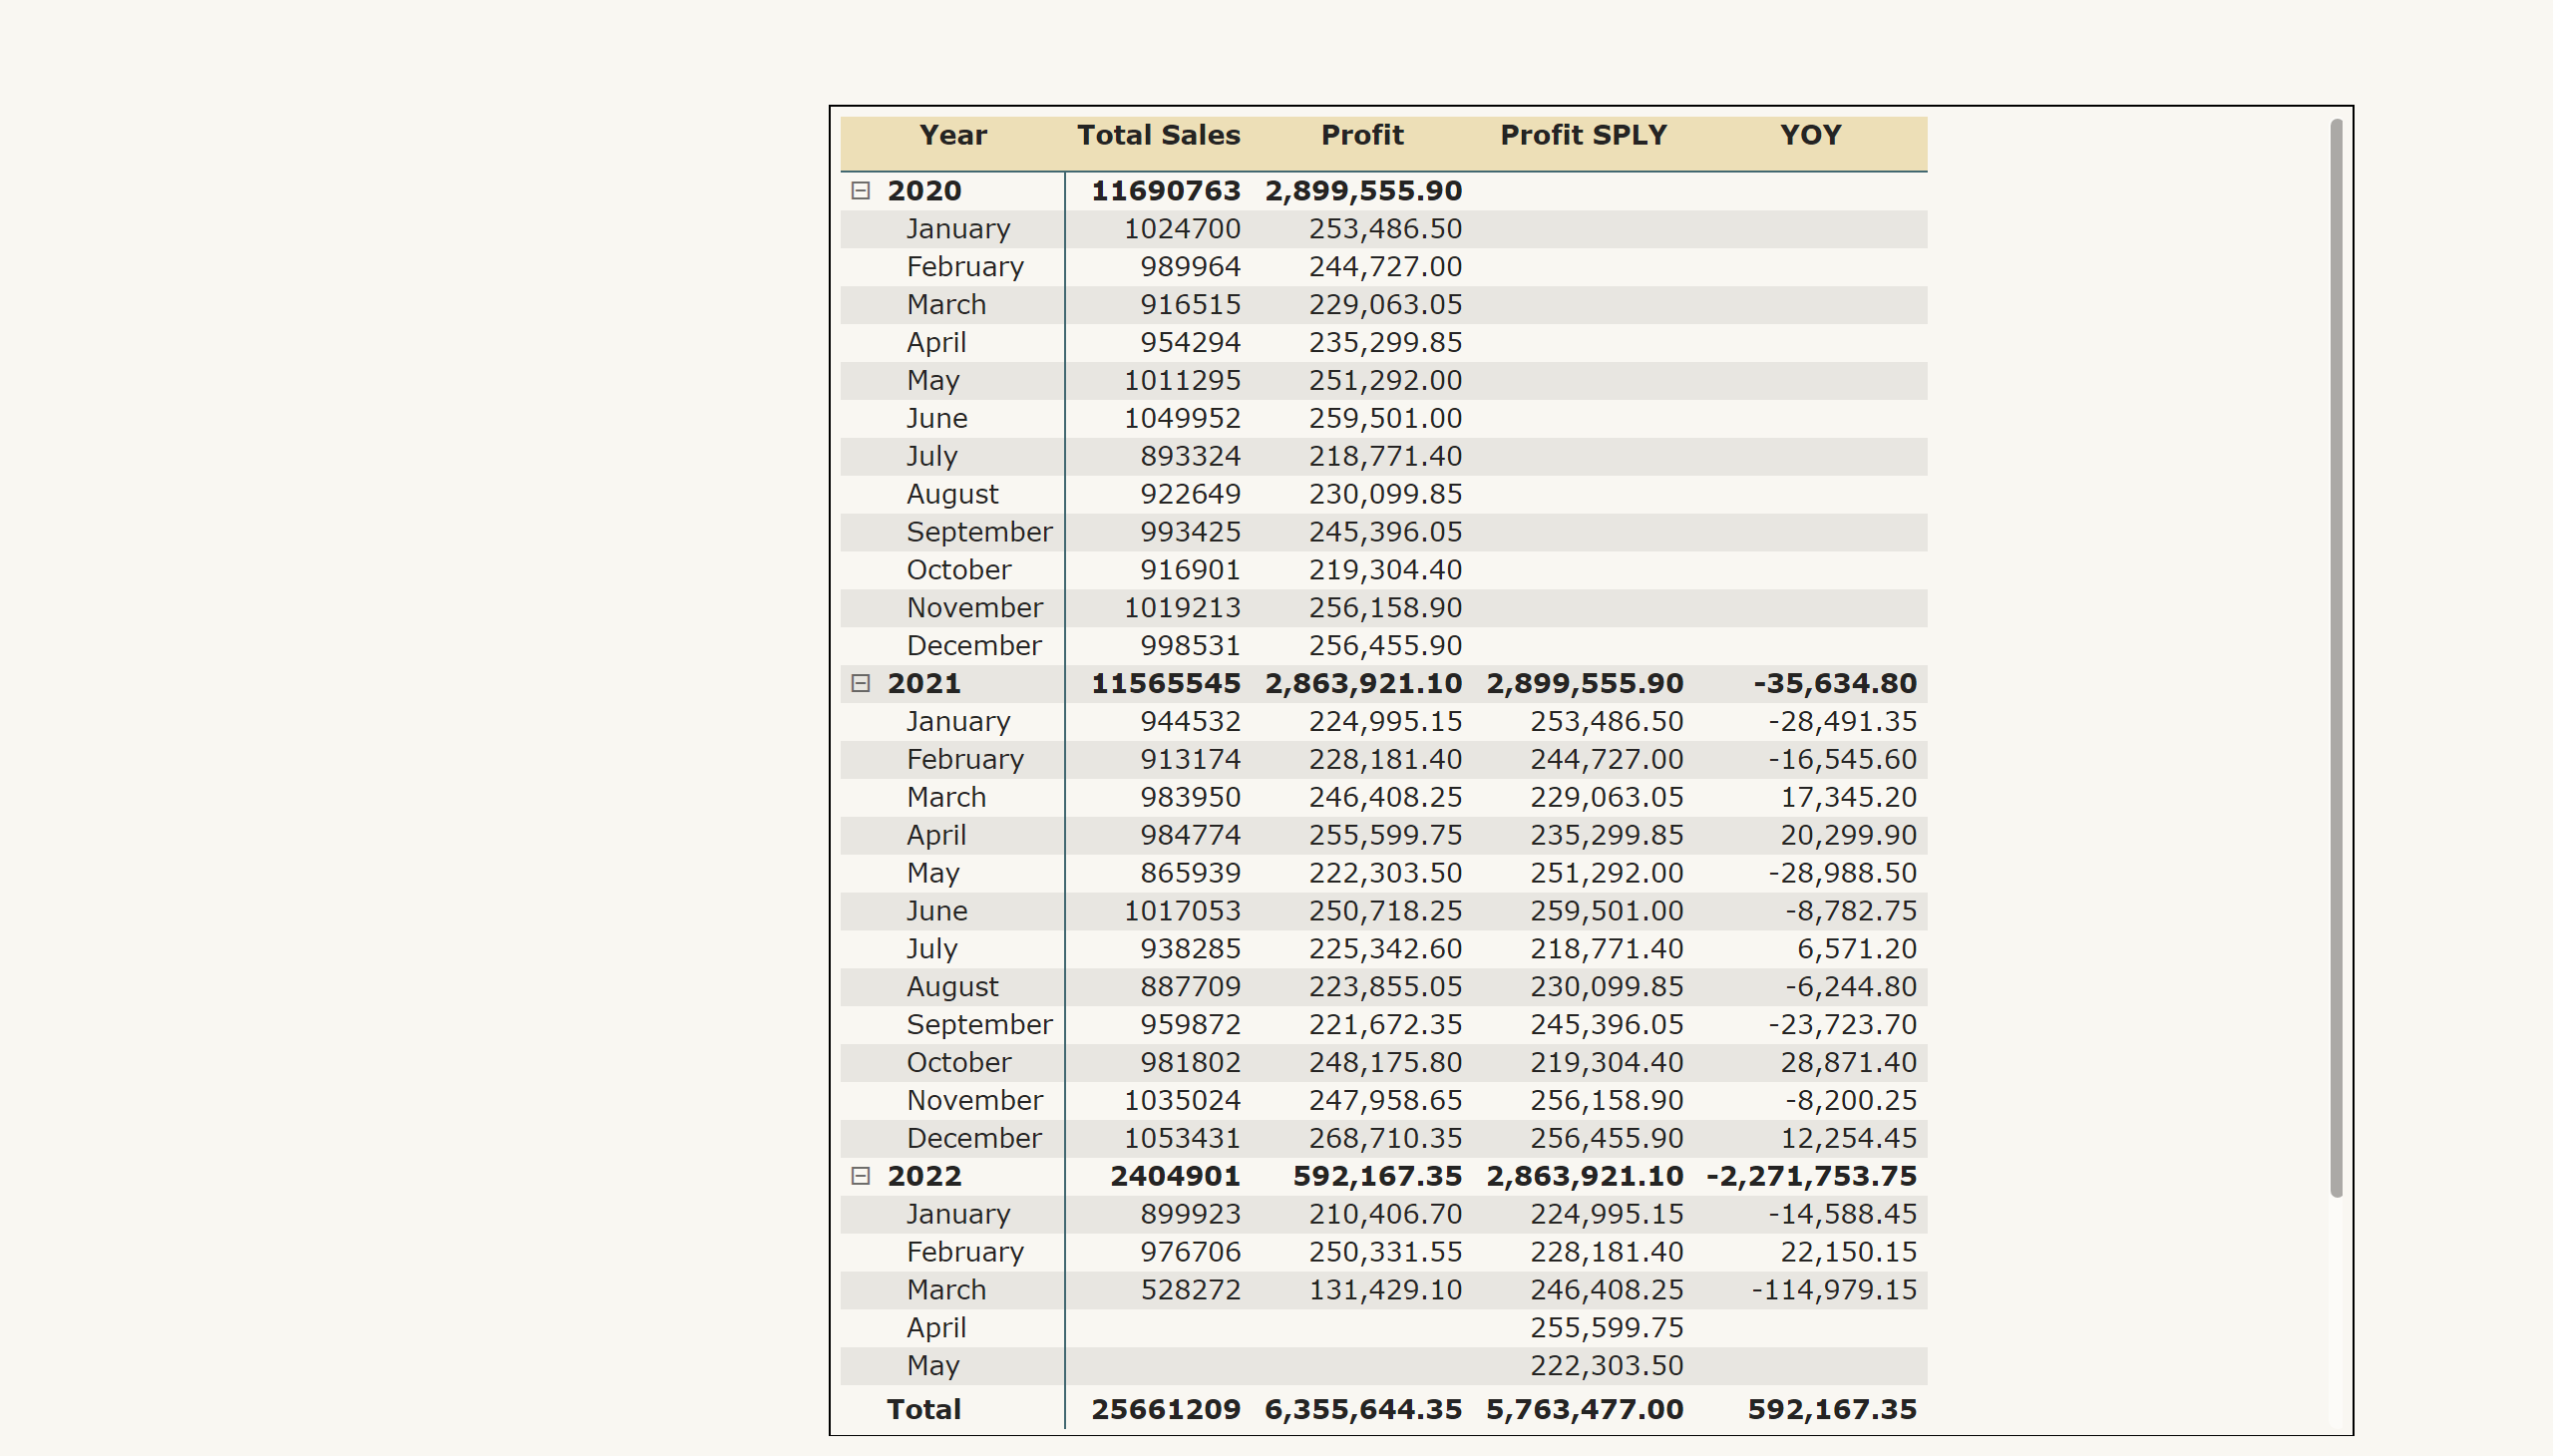 Year Total Sales Profit Profit SPLY YOY
2020 11690763 2,899,555.90
January 1024700 253,486.50
February 989964 244,727.00
March 916515 229,063.05
April 954294 235,299.85
May 1011295 251,292.00
June 1049952 259,501.00
July 893324 218,771.40
August 922649 230,099.85
September 993425 245,396.05
October 916901 219,304.40
November 1019213 256,158.90
December 998531 256,455.90
2021 11565545 2,863,921.10 2,899,555.90 -35,634.80
January 944532 224,995.15 253,486.50 -28,491.35
February 913174 228,181.40 244,727.00 -16,545.60
March 983950 246,408.25 229,063.05 17,345.20
April 984774 255,599.75 235,299.85 20,299.90
May 865939 222,303.50 251,292.00 -28,988.50
June 1017053 250,718.25 259,501.00 -8,782.75
July 938285 225,342.60 218,771.40 6,571.20
August 887709 223,855.05 230,099.85 -6,244.80
September 959872 221,672.35 245,396.05 -23,723.70
October 981802 248,175.80 219,304.40 28,871.40
November 1035024 247,958.65 256,158.90 -8,200.25
December 1053431 268,710.35 256,455.90 12,254.45
2022 2404901 592,167.35 2,863,921.10 -2,271,753.75
January 899923 210,406.70 224,995.15 -14,588.45
February 976706 250,331.55 228,181.40 22,150.15
March 528272 131,429.10 246,408.25 -114,979.15
April 255,599.75
May 222,303.50
Total 25661209 6,355,644.35 5,763,477.00 592,167.35